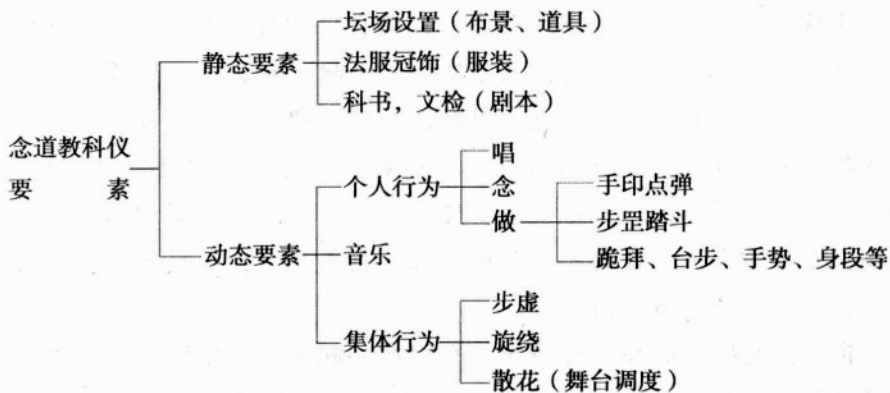 坛场设置（布景、道具）
静态要素
法服冠饰（服装）
科书，文检（剧本）
念道教科仪
要素
唱
个人行为
念
手印点弹
做
步罡踏斗
动态要素
音乐
跪拜、台步、手势、身段等
步虚
集体行为
旋绕
散花（舞台调度）